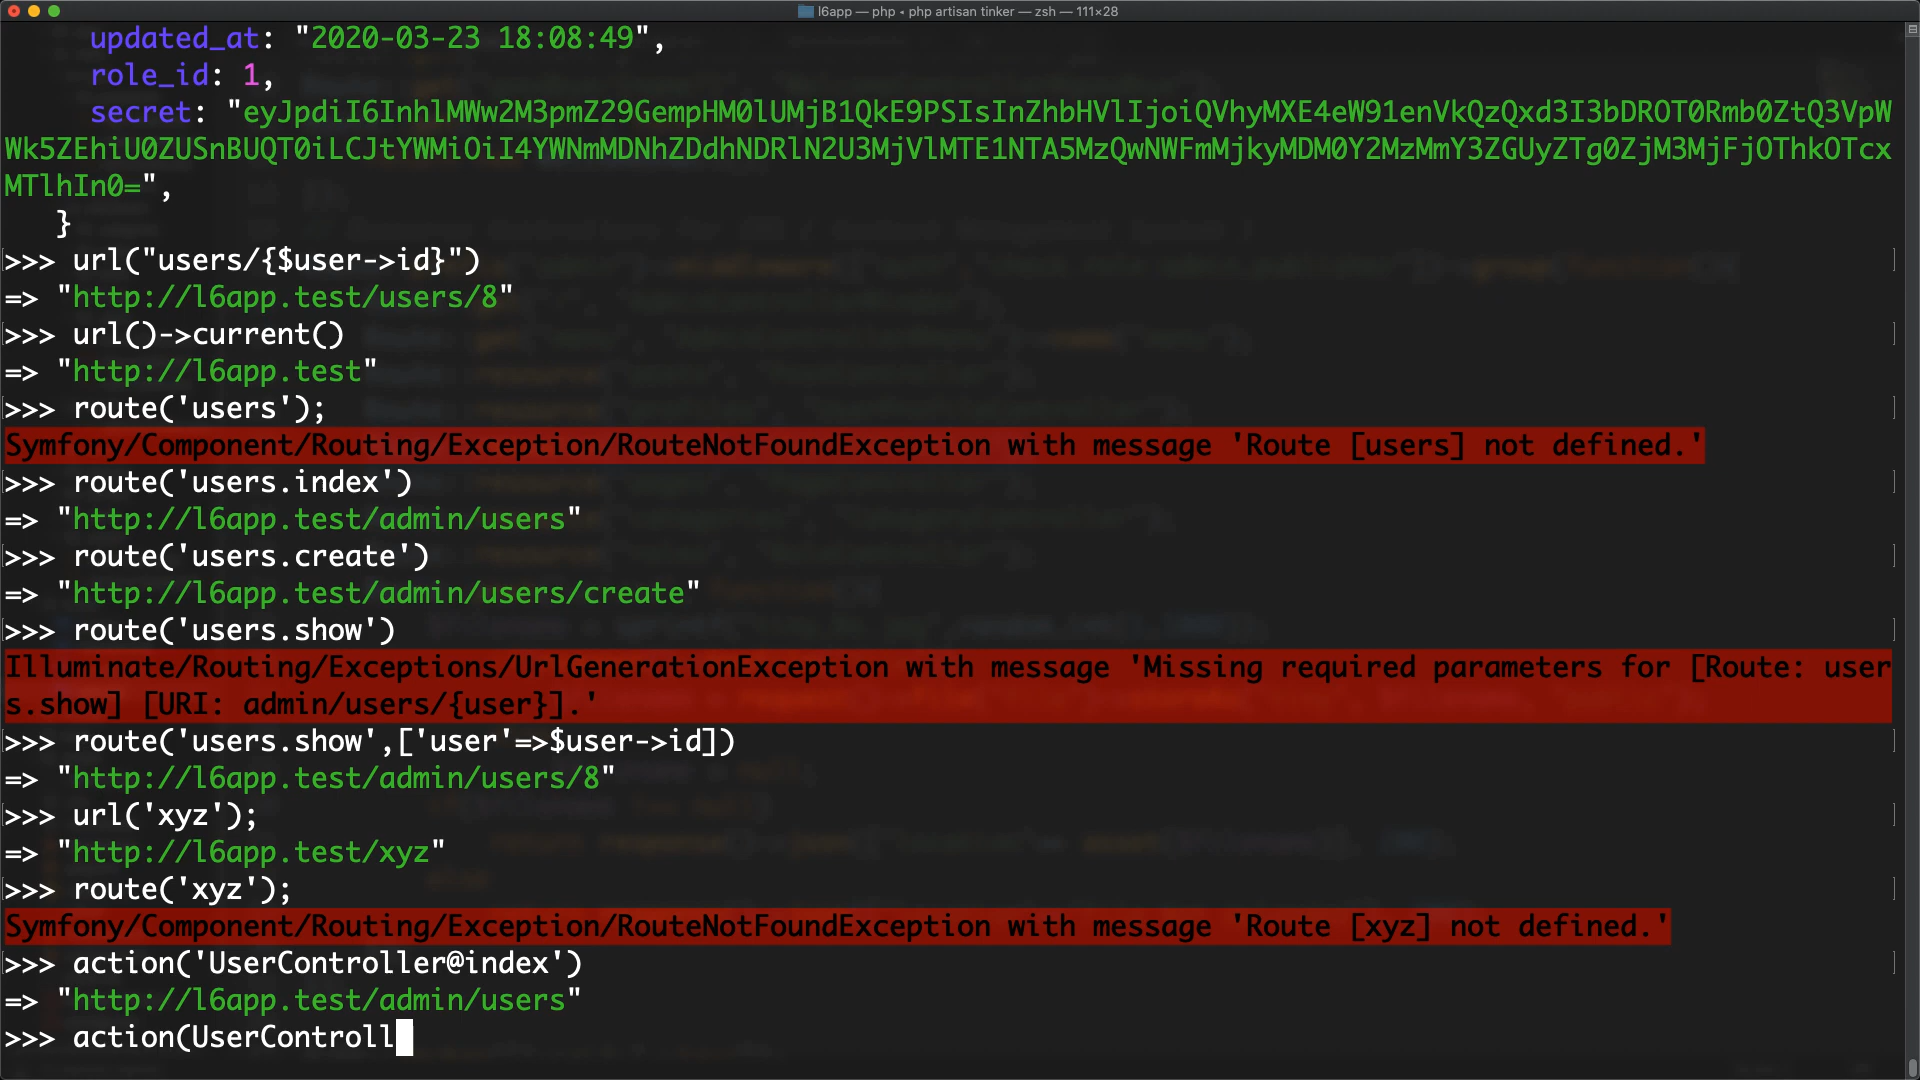 l6app — php ◂ php artisan tinker — zsh — 111×28
updated_at: "2020-03-23 18:08:49",
role_id: 1,
secret: "eyJpdiI6InhlMWw2M3pmZ29GempHM0lUMjB1QkE9PSIsInZhbHVlIjoiQVhyMXE4eW91enVkQzQxd3I3bDROT0Rmb0ZtQ3VpW
Wk5ZEhiU0ZUSnBUQT0iLCJtYWMiOiI4YWNmMDNhZDdhNDRlN2U3MjVlMTE1NTA5MzQwNWFmMjkyMDM0Y2MzMmY3ZGUyZTg0ZjM3MjFjOThkOTcx
MTlhIn0=",
}
>>> url("users/{$user->id}")
=> "http://l6app.test/users/8"
>>> url()->current()
=> "http://l6app.test"
>>> route('users');
Symfony/Component/Routing/Exception/RouteNotFoundException with message 'Route [users] not defined.'
>>> route('users.index')
=> "http://l6app.test/admin/users"
>>> route('users.create')
=> "http://l6app.test/admin/users/create"
>>> route('users.show')
Illuminate/Routing/Exceptions/UrlGenerationException with message 'Missing required parameters for [Route: user
s.show] [URI: admin/users/{user}].'
>>> route('users.show',['user'=>$user->id])
=> "http://l6app.test/admin/users/8"
>>> url('xyz');
=> "http://l6app.test/xyz"
>>> route('xyz');
Symfony/Component/Routing/Exception/RouteNotFoundException with message 'Route [xyz] not defined.'
>>> action('UserController@index')
=> "http://l6app.test/admin/users"
>>> action(UserControll